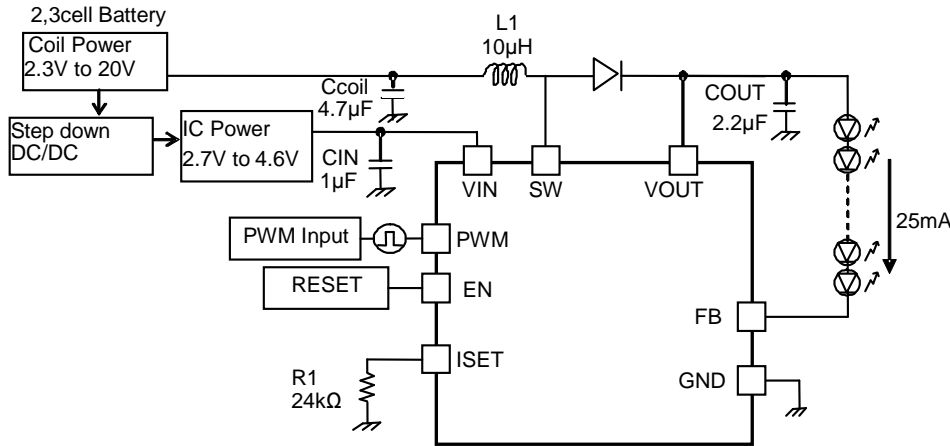 2,3cell Battery
Coil Power
2.3V to 20V
Step down
DC/DC
IC Power
2.7V to 4.6V
Ccoil
4.7µF
CIN
1µF
L1
10µH
COUT
2.2µF
VIN
SW
VOUT
25mA
PWM Input
PWM
RESET
EN
FB
ISET
R1
24kΩ
GND